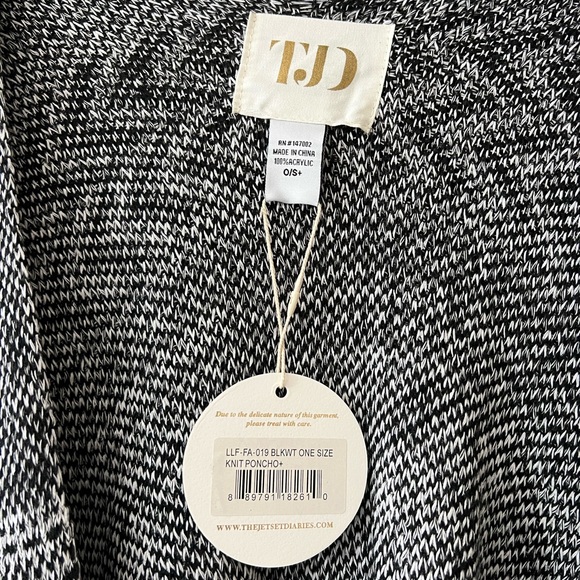 TJD
RN #147002
MADE IN CHINA
100%ACRYLIC
O/S+
Due to the delicate nature of this garment,
please treat with care.
LLF-FA-019 BLKWT ONE SIZE
KNIT PONCHO+
8 89791 18261 0
WWW.THEJETSETDIARIES.COM